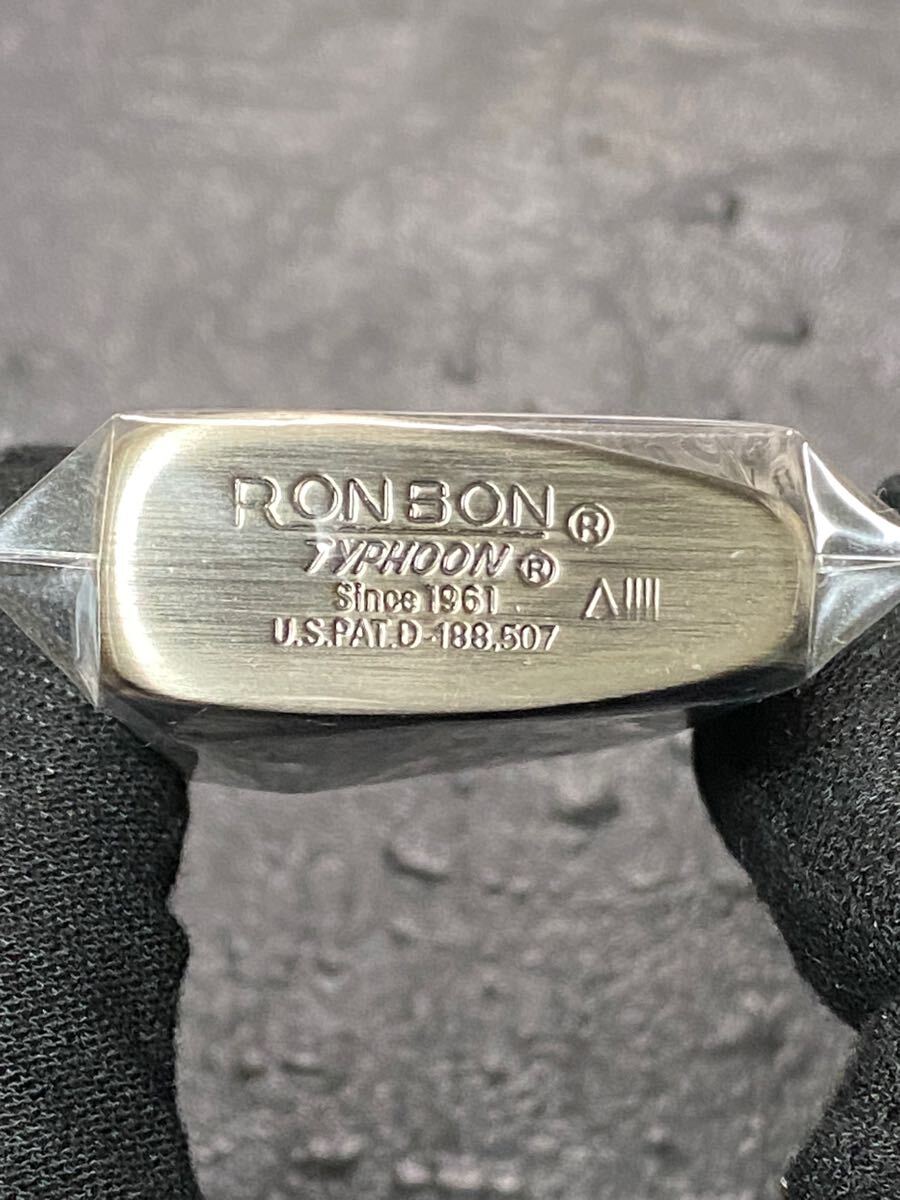 RONBON®
TYPHOON®
Since 1961
U.S.PAT.D-188,507